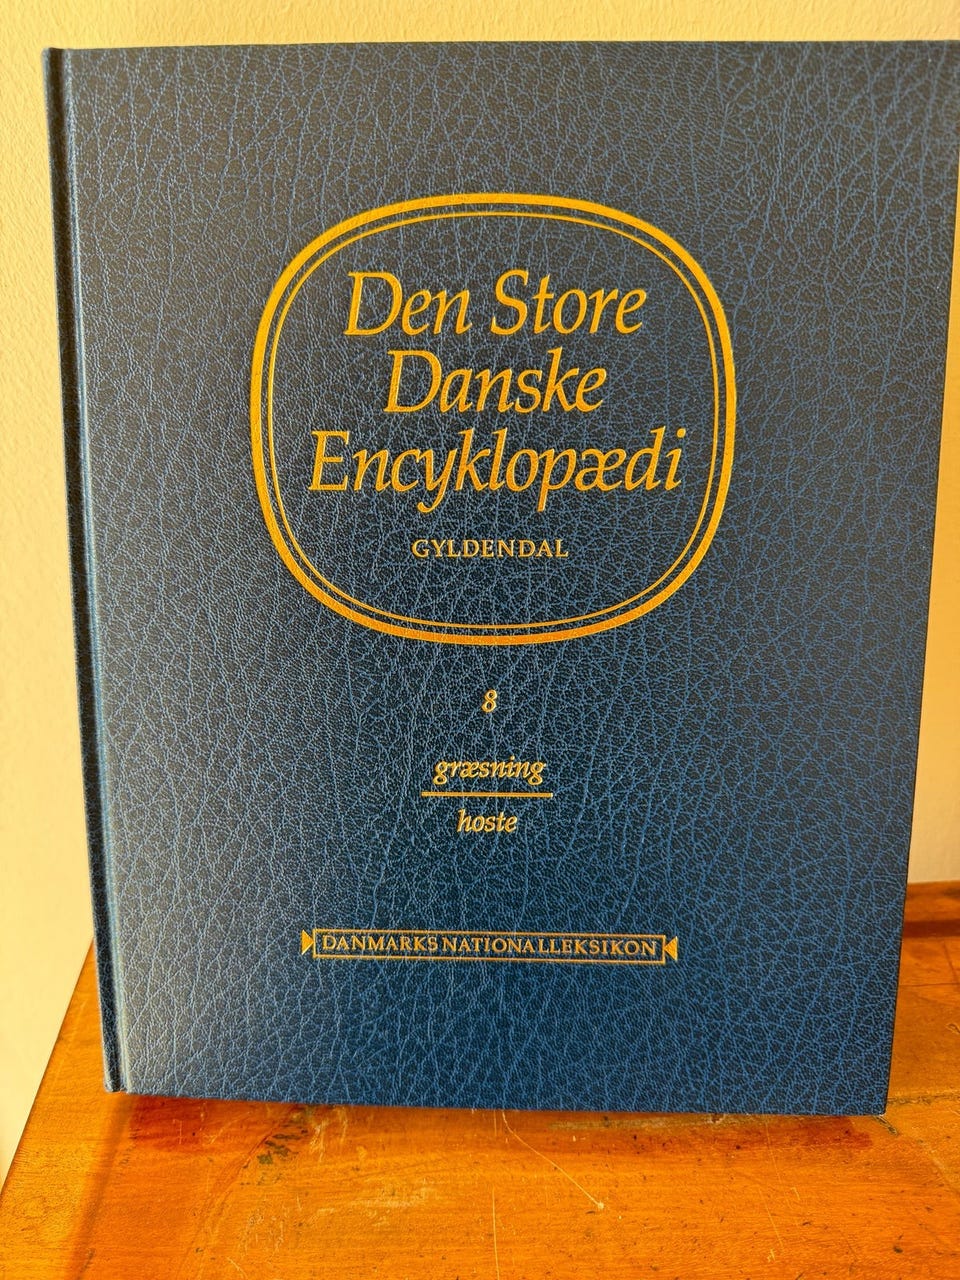 Den Store
Danske
Encyklopædi
GYLDENDAL
8
græsning
hoste
DANMARKS NATIONALLEKSIKON